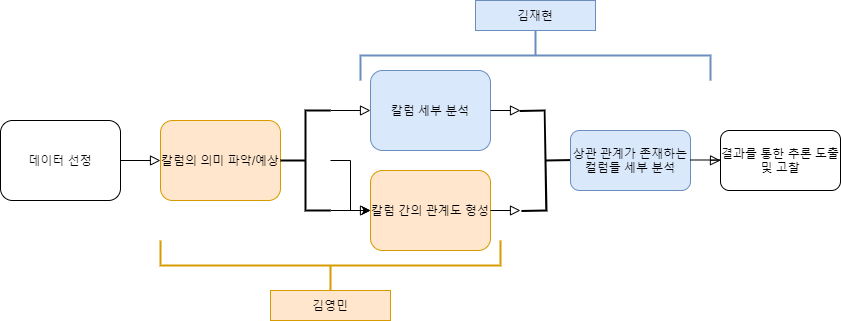 김재현
칼럼 세부 분석
데이터 선정
칼럼의 의미 파악/예상
상관 관계가 존재하는
컬럼들 세부 분석
결과를 통한 추론 도출
및 고찰
칼럼 간의 관계도 형성
김영민